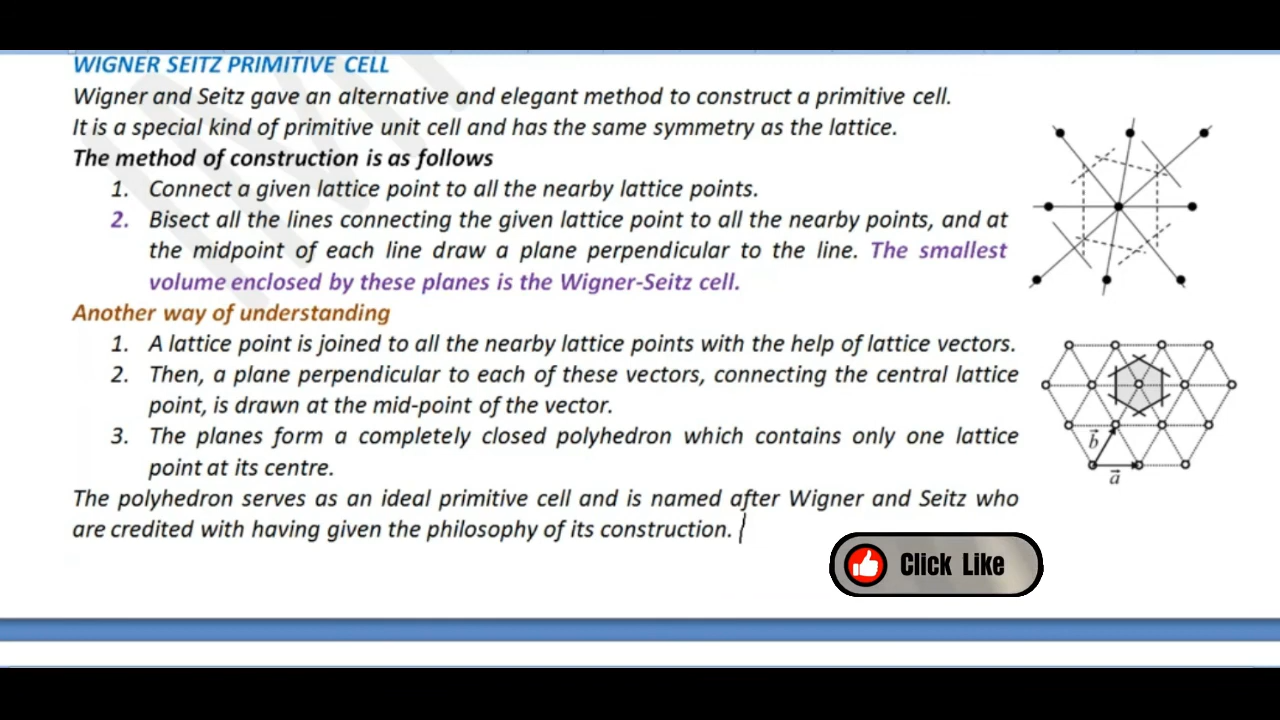 WIGNER SEITZ PRIMITIVE CELL
Wigner and Seitz gave an alternative and elegant method to construct a primitive cell.
It is a special kind of primitive unit cell and has the same symmetry as the lattice.
The method of construction is as follows
1. Connect a given lattice point to all the nearby lattice points.
2. Bisect all the lines connecting the given lattice point to all the nearby points, and at
the midpoint of each line draw a plane perpendicular to the line. The smallest
volume enclosed by these planes is the Wigner-Seitz cell.
Another way of understanding
1. A lattice point is joined to all the nearby lattice points with the help of lattice vectors.
2. Then, a plane perpendicular to each of these vectors, connecting the central lattice
point, is drawn at the mid-point of the vector.
3. The planes form a completely closed polyhedron which contains only one lattice
point at its centre.
The polyhedron serves as an ideal primitive cell and is named after Wigner and Seitz who
are credited with having given the philosophy of its construction.
b⃗
a⃗
Click Like